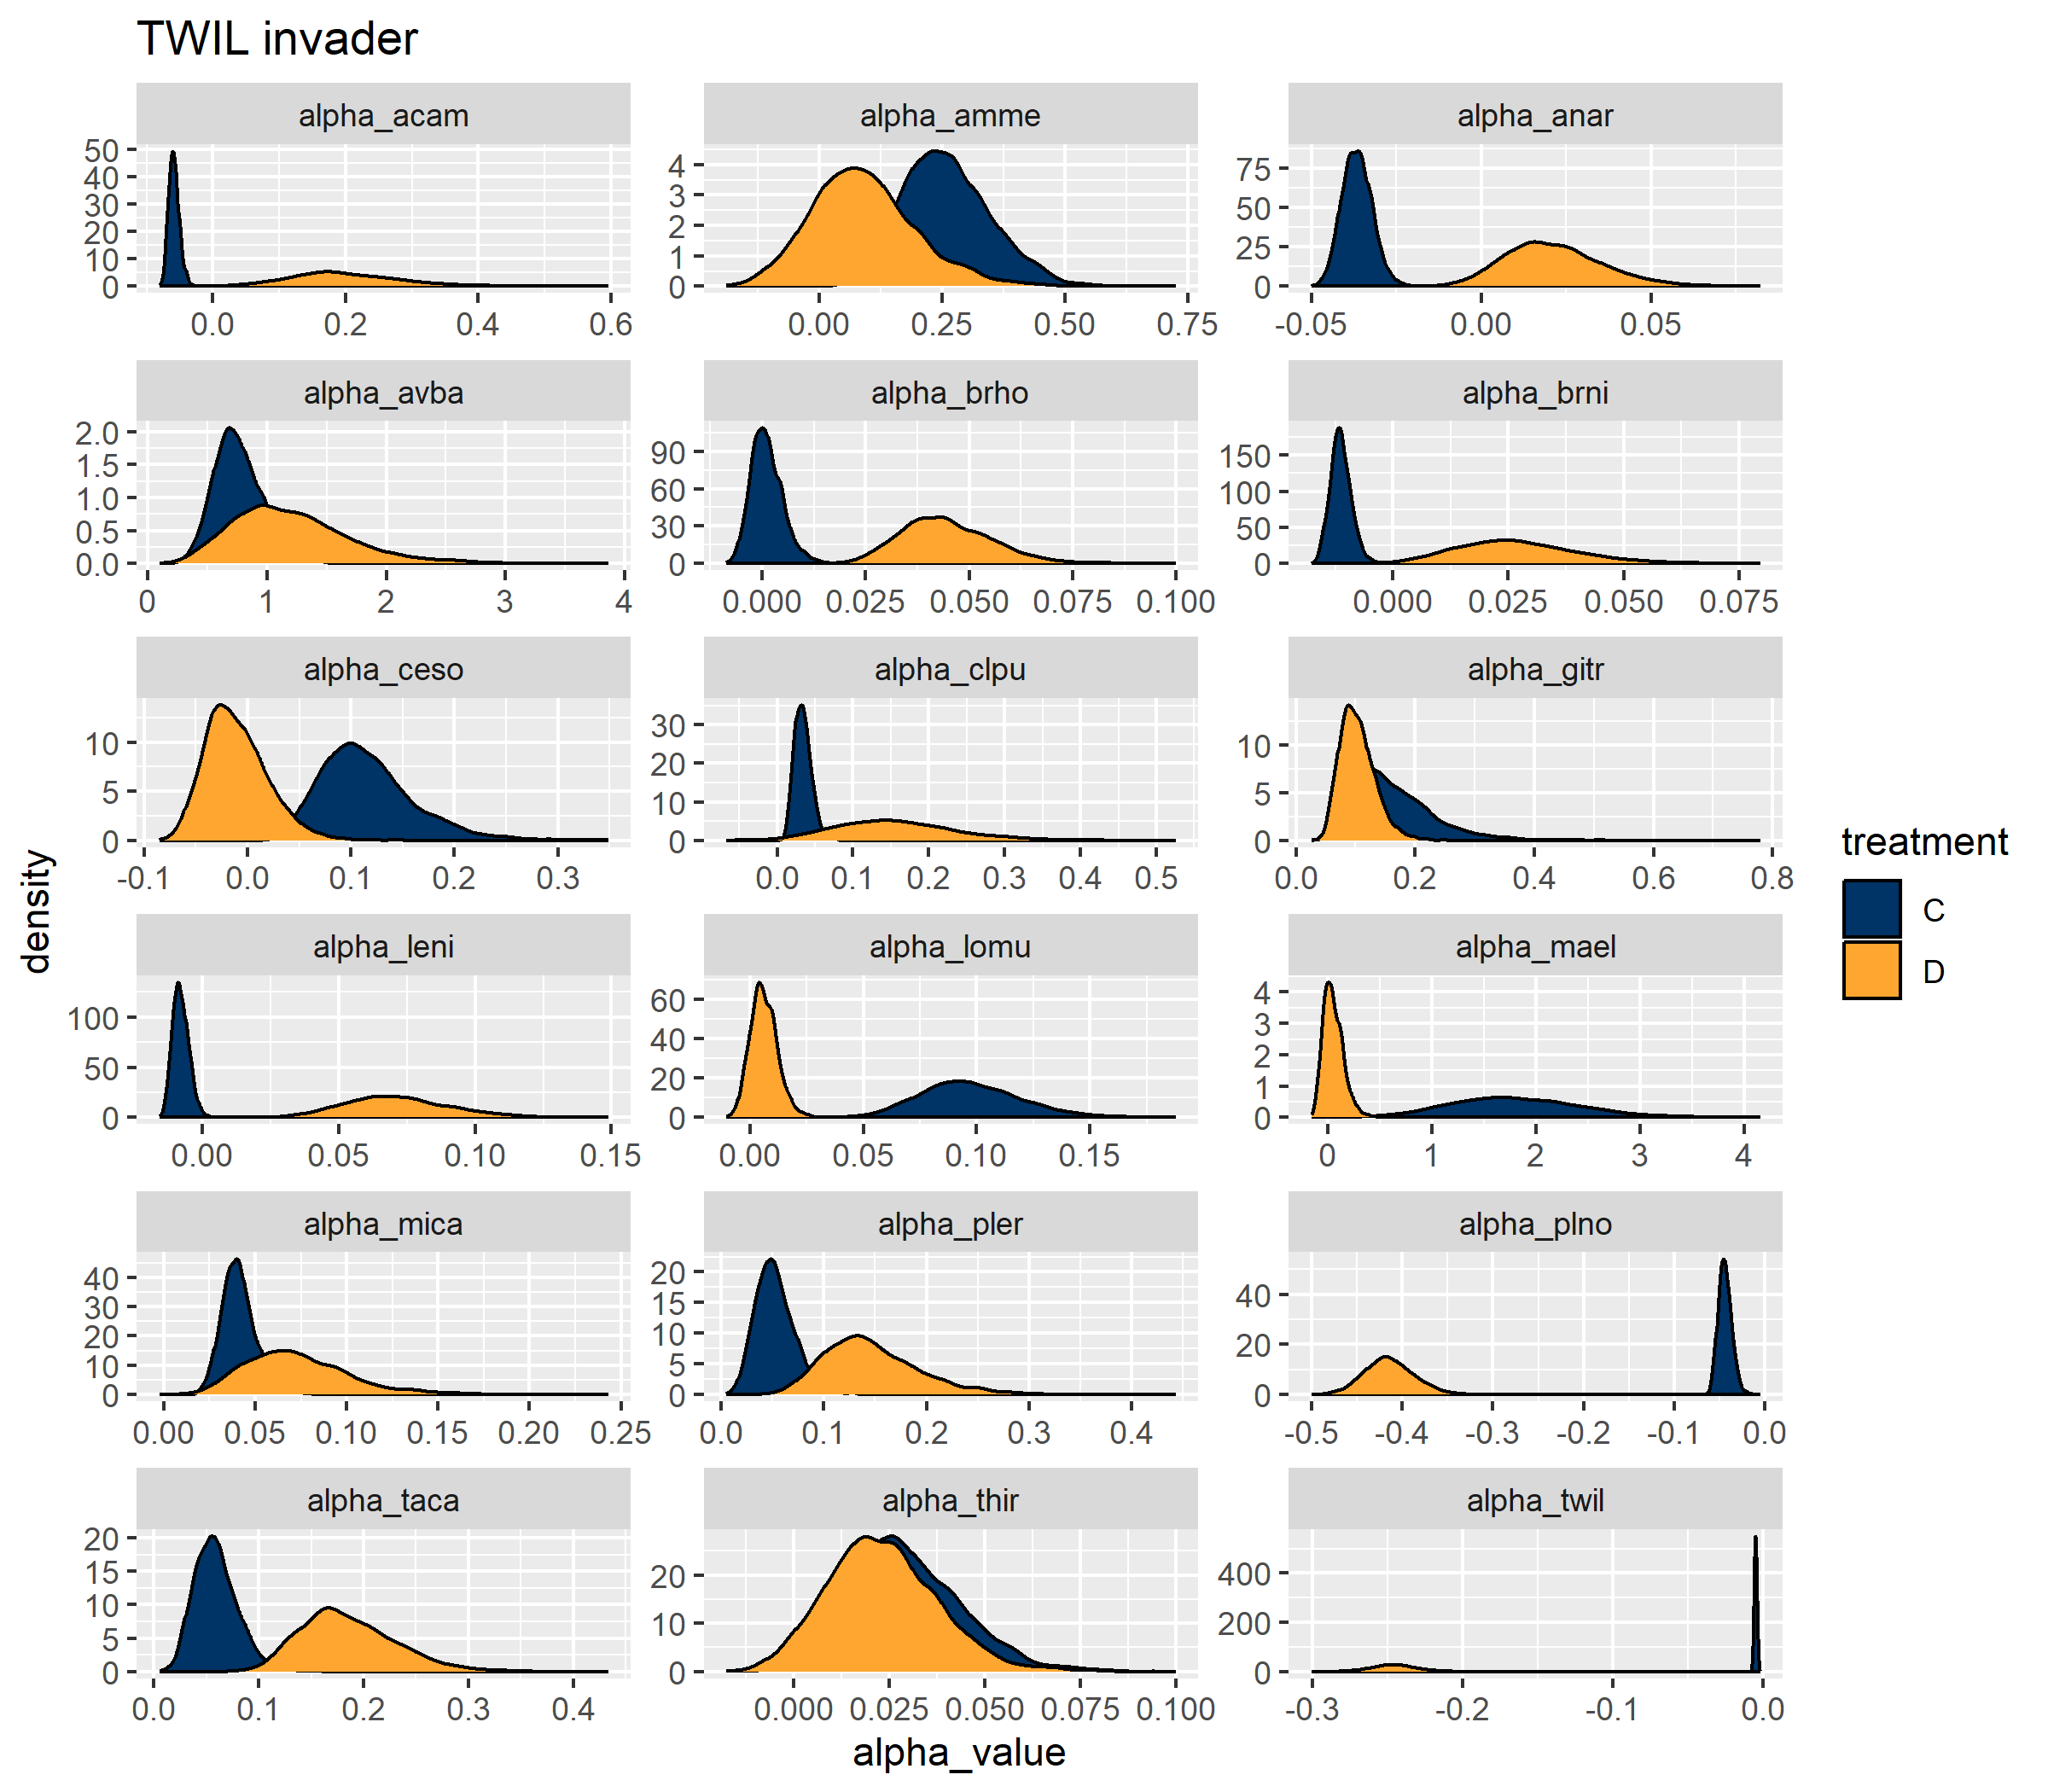 TWIL invader
alpha_acam alpha_amme alpha_anar
50 40 30 20 10 0
4 3 2 1 0
75 50 25 0
0.0 0.2 0.4 0.6
0.00 0.25 0.50 0.75
-0.05 0.00 0.05
alpha_avba alpha_brho alpha_brni
2.0 1.5 1.0 0.5 0.0
90 60 30 0
150 100 50 0
0 1 2 3 4
0.000 0.025 0.050 0.075 0.100
0.000 0.025 0.050 0.075
alpha_ceso alpha_clpu alpha_gitr
10 5 0
30 20 10 0
10 5 0
-0.1 0.0 0.1 0.2 0.3
0.0 0.1 0.2 0.3 0.4 0.5
0.0 0.2 0.4 0.6 0.8
alpha_leni alpha_lomu alpha_mael
100 50 0
60 40 20 0
4 3 2 1 0
0.00 0.05 0.10 0.15
0.00 0.05 0.10 0.15
0 1 2 3 4
alpha_mica alpha_pler alpha_plno
40 30 20 10 0
20 15 10 5 0
40 20 0
0.00 0.05 0.10 0.15 0.20 0.25
0.0 0.1 0.2 0.3 0.4
-0.5 -0.4 -0.3 -0.2 -0.1 0.0
alpha_taca alpha_thir alpha_twil
20 15 10 5 0
20 10 0
400 200 0
0.0 0.1 0.2 0.3 0.4
0.000 0.025 0.050 0.075 0.100
-0.3 -0.2 -0.1 0.0
alpha_value
density
treatment
C
D